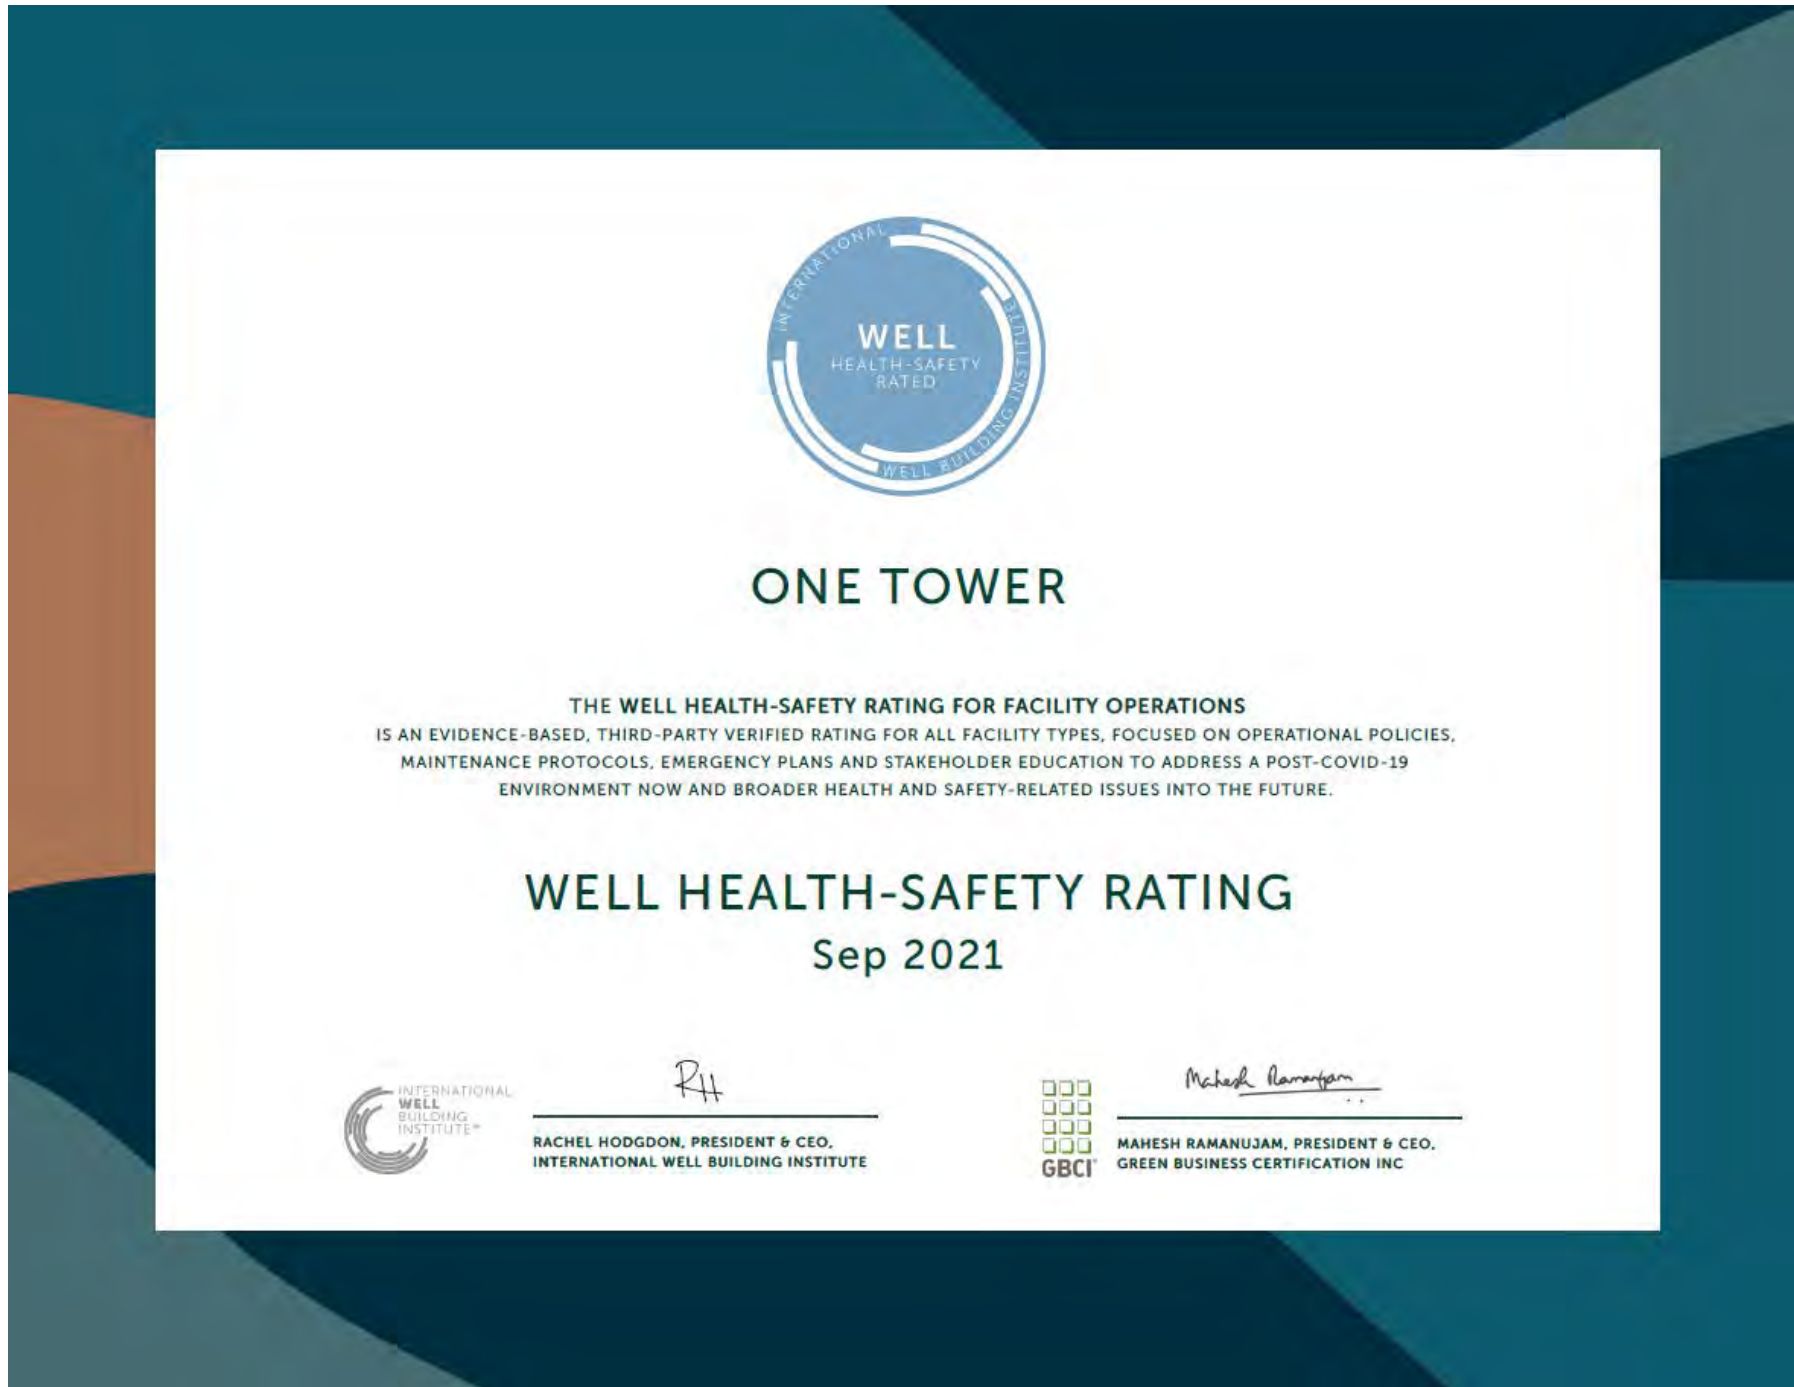 INTERNATIONAL
WELL BUILDING INSTITUTE
WELL
HEALTH-SAFETY
RATED
ONE TOWER
THE WELL HEALTH-SAFETY RATING FOR FACILITY OPERATIONS
IS AN EVIDENCE-BASED, THIRD-PARTY VERIFIED RATING FOR ALL FACILITY TYPES, FOCUSED ON OPERATIONAL POLICIES,
MAINTENANCE PROTOCOLS, EMERGENCY PLANS AND STAKEHOLDER EDUCATION TO ADDRESS A POST-COVID-19
ENVIRONMENT NOW AND BROADER HEALTH AND SAFETY-RELATED ISSUES INTO THE FUTURE.
WELL HEALTH-SAFETY RATING
Sep 2021
INTERNATIONAL
WELL
BUILDING
INSTITUTE™
RH
RACHEL HODGDON, PRESIDENT & CEO,
INTERNATIONAL WELL BUILDING INSTITUTE
GBCI®
Mahesh Ramanujam
MAHESH RAMANUJAM, PRESIDENT & CEO,
GREEN BUSINESS CERTIFICATION INC